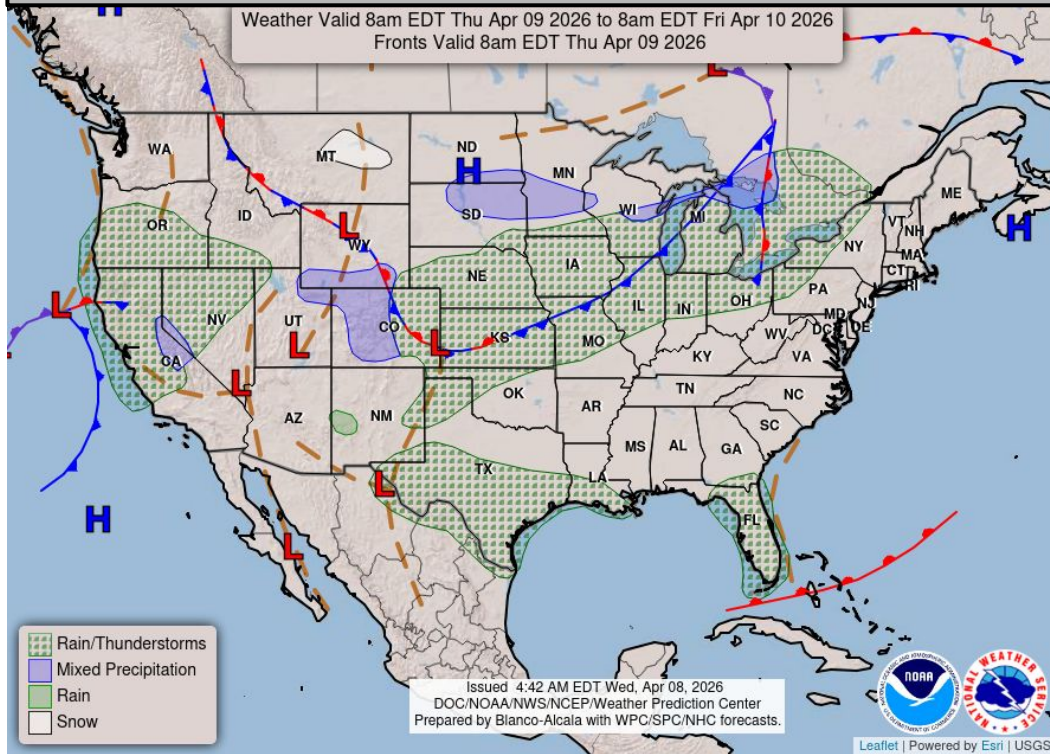 Weather Valid 8am EDT Thu Apr 09 2026 to 8am EDT Fri Apr 10 2026
Fronts Valid 8am EDT Thu Apr 09 2026
H
L
WA
MT
ND
MN
ME
H
OR
ID
SD
WI
MI
VT
NH
H
L
WY
NY
MA
CT
RI
L
NE
IA
PA
NJ
NV
UT
CO
IL
IN
OH
MD
DE
DC
L
L
KS
MO
WV
VA
CA
L
KY
L
OK
TN
NC
AZ
NM
AR
SC
MS
AL
GA
L
TX
LA
H
FL
L
Rain/Thunderstorms
Mixed Precipitation
Rain
Snow
Issued 4:42 AM EDT Wed, Apr 08, 2026
DOC/NOAA/NWS/NCEP/Weather Prediction Center
Prepared by Blanco-Alcala with WPC/SPC/NHC forecasts.
NOAA
NATIONAL WEATHER SERVICE
Leaflet | Powered by Esri | USGS